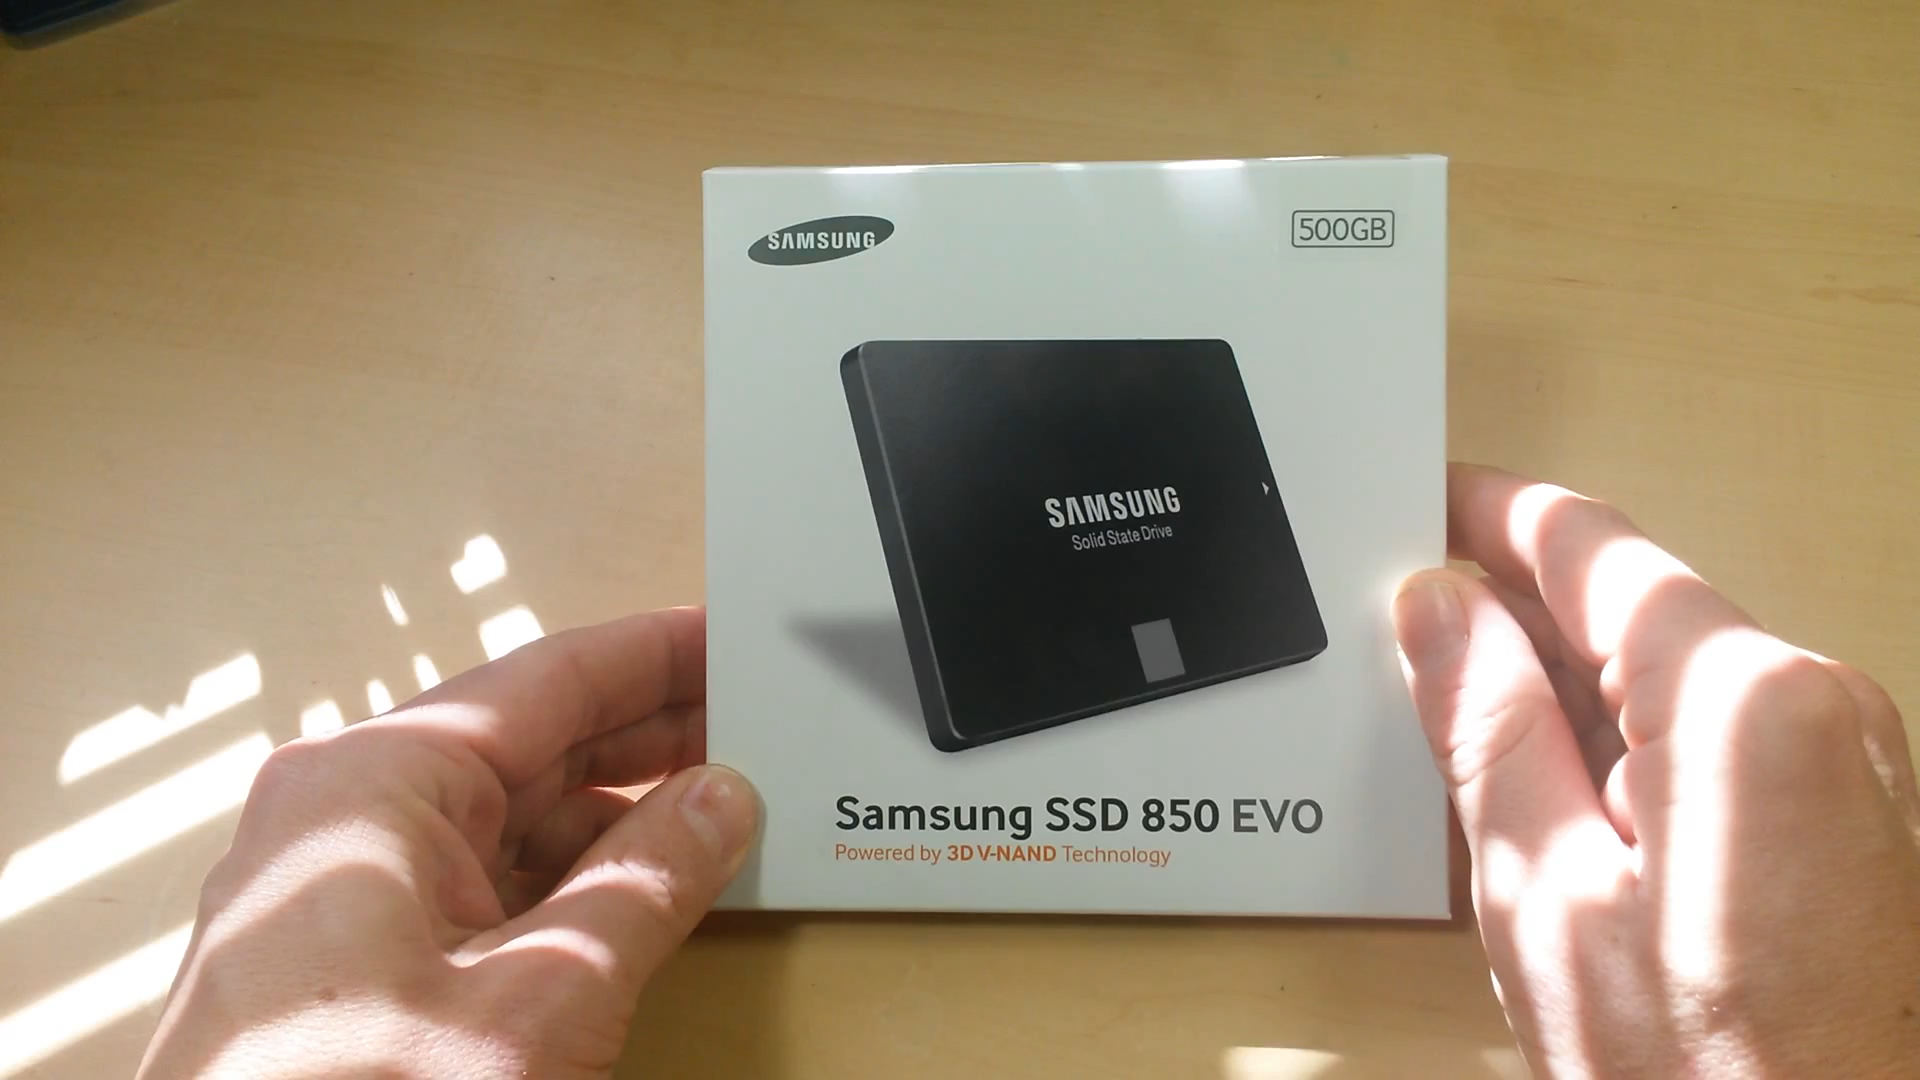 SAMSUNG
500GB
SAMSUNG
Solid State Drive
Samsung SSD 850 EVO
Powered by 3D V-NAND Technology